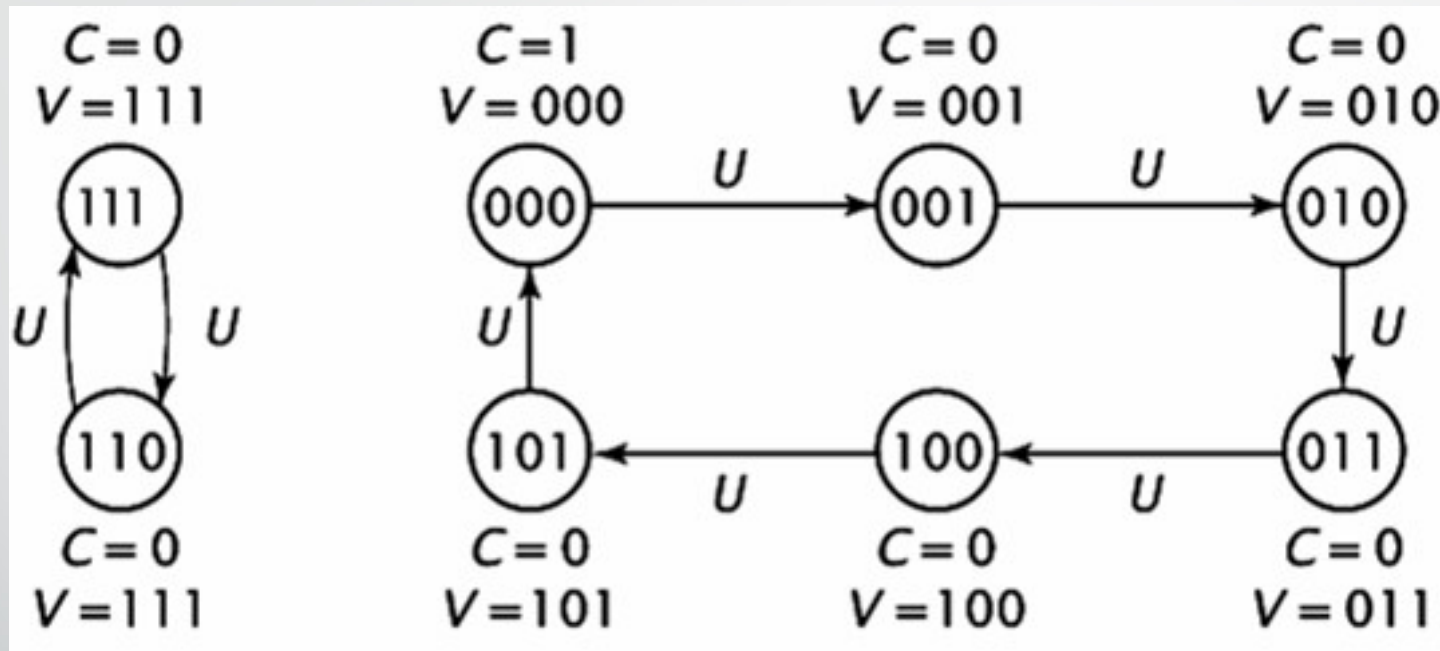 C=0 C=1 C=0 C=0
V=111 V=000 V=001 V=010
U U
111 000 001 010
U U U U
110 101 100 011
U U
C=0 C=0 C=0 C=0
V=111 V=101 V=100 V=011